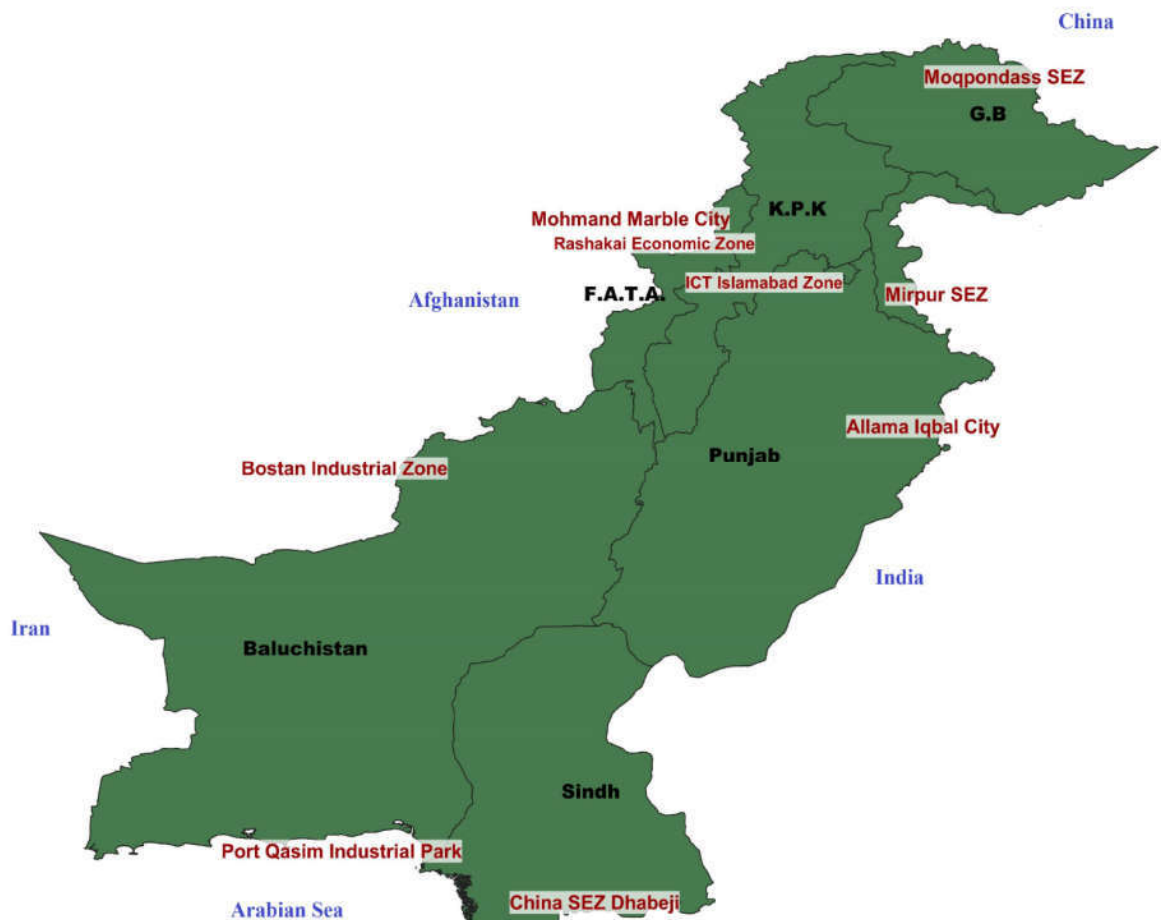 China
Moqpondass SEZ
G.B
K.P.K
Mohmand Marble City
Rashakai Economic Zone
ICT Islamabad Zone
F.A.T.A.
Afghanistan
Mirpur SEZ
Allama Iqbal City
Punjab
Bostan Industrial Zone
India
Iran
Baluchistan
Sindh
Port Qasim Industrial Park
China SEZ Dhabeji
Arabian Sea